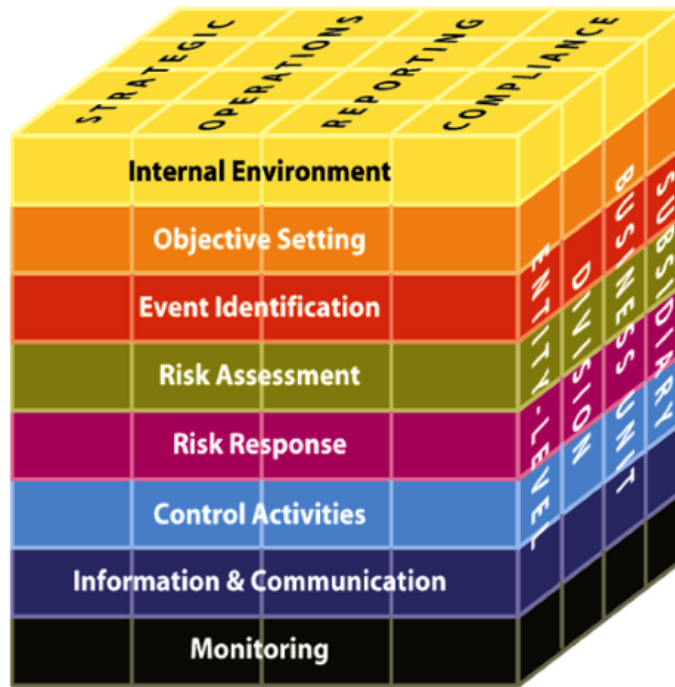 STRATEGIC
OPERATIONS
REPORTING
COMPLIANCE
Internal Environment
Objective Setting
Event Identification
Risk Assessment
Risk Response
Control Activities
Information & Communication
Monitoring
ENTITY-LEVEL
DIVISION
BUSINESS UNIT
SUBSIDIARY